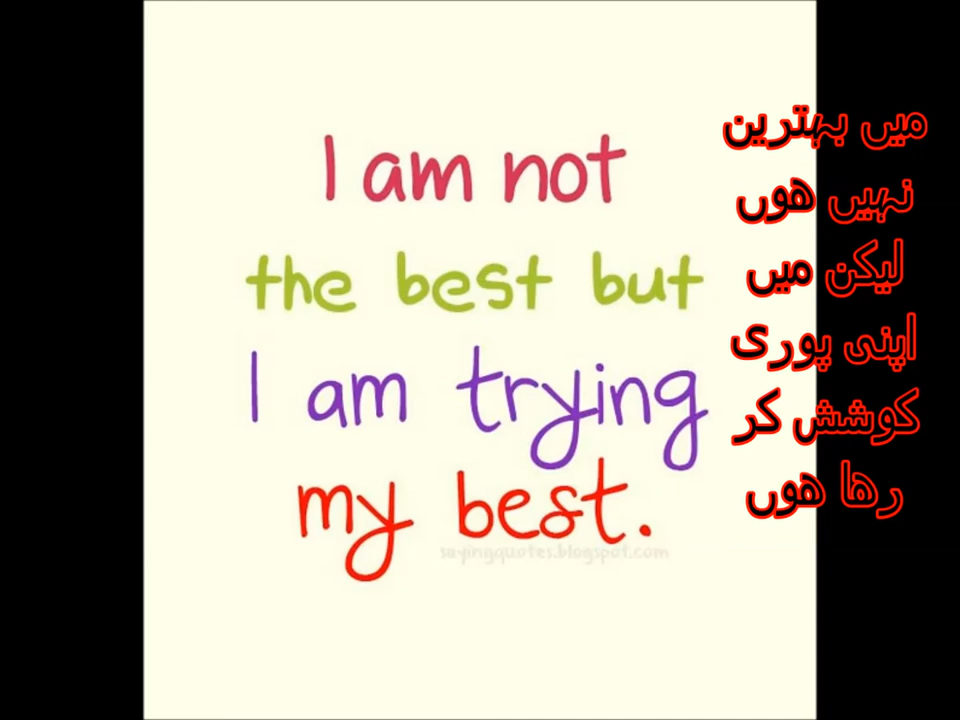 I am not
the best but
I am trying
my best.
sayingquotes.blogspot.com
میں بہترین
نہیں ھوں
لیکن میں
اپنی پوری
کوشش کر
رھا ھوں